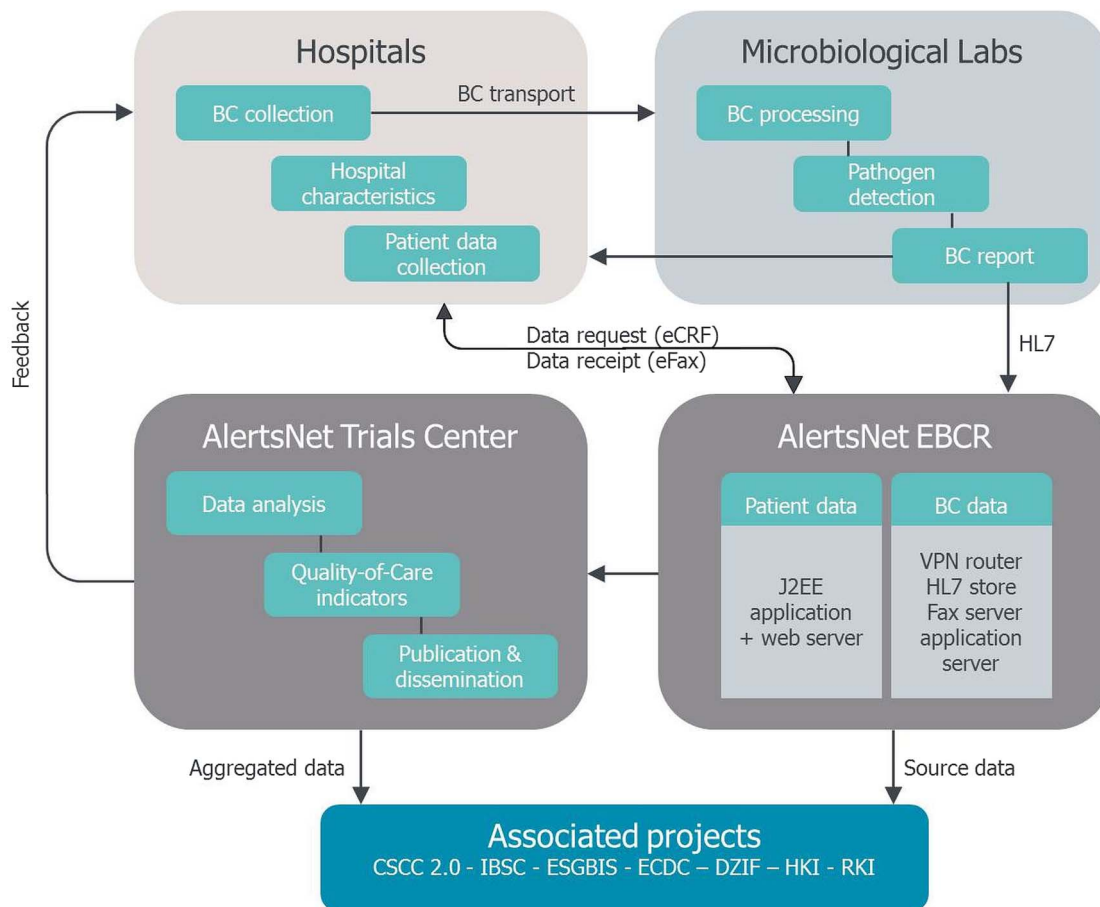 Hospitals
BC collection
Hospital
characteristics
Patient data
collection
BC transport
Microbiological Labs
BC processing
Pathogen
detection
BC report
Feedback
Data request (eCRF)
Data receipt (eFax)
HL7
AlertsNet Trials Center
Data analysis
Quality-of-Care
indicators
Publication &
dissemination
AlertsNet EBCR
Patient data
J2EE
application
+ web server
BC data
VPN router
HL7 store
Fax server
application
server
Aggregated data
Source data
Associated projects
CSCC 2.0 - IBSC - ESGBIS - ECDC – DZIF – HKI - RKI